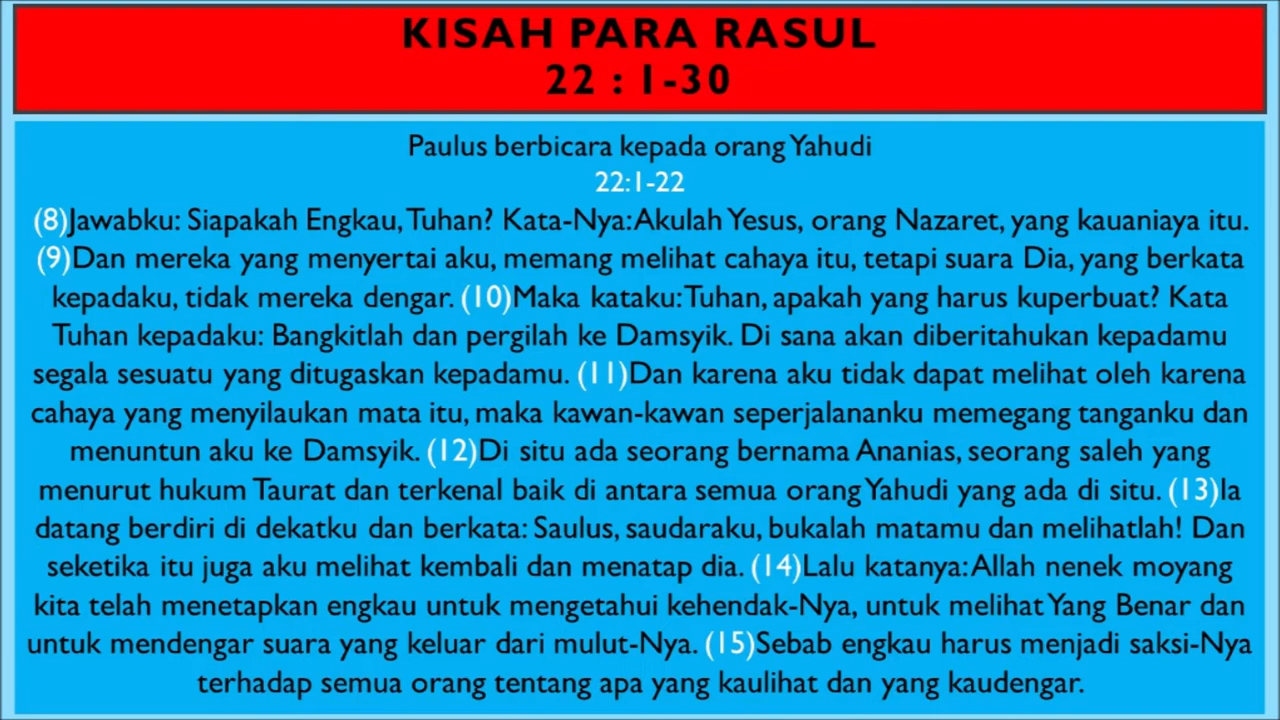 KISAH PARA RASUL
22 : 1-30
Paulus berbicara kepada orang Yahudi
22:1-22
(8)Jawabku: Siapakah Engkau, Tuhan? Kata-Nya: Akulah Yesus, orang Nazaret, yang kauaniaya itu.
(9)Dan mereka yang menyertai aku, memang melihat cahaya itu, tetapi suara Dia, yang berkata
kepadaku, tidak mereka dengar. (10)Maka kataku: Tuhan, apakah yang harus kuperbuat? Kata
Tuhan kepadaku: Bangkitlah dan pergilah ke Damsyik. Di sana akan diberitahukan kepadamu
segala sesuatu yang ditugaskan kepadamu. (11)Dan karena aku tidak dapat melihat oleh karena
cahaya yang menyilaukan mata itu, maka kawan-kawan seperjalananku memegang tanganku dan
menuntun aku ke Damsyik. (12)Di situ ada seorang bernama Ananias, seorang saleh yang
menurut hukum Taurat dan terkenal baik di antara semua orang Yahudi yang ada di situ. (13)Ia
datang berdiri di dekatku dan berkata: Saulus, saudaraku, bukalah matamu dan melihatlah! Dan
seketika itu juga aku melihat kembali dan menatap dia. (14)Lalu katanya: Allah nenek moyang
kita telah menetapkan engkau untuk mengetahui kehendak-Nya, untuk melihat Yang Benar dan
untuk mendengar suara yang keluar dari mulut-Nya. (15)Sebab engkau harus menjadi saksi-Nya
terhadap semua orang tentang apa yang kaulihat dan yang kaudengar.